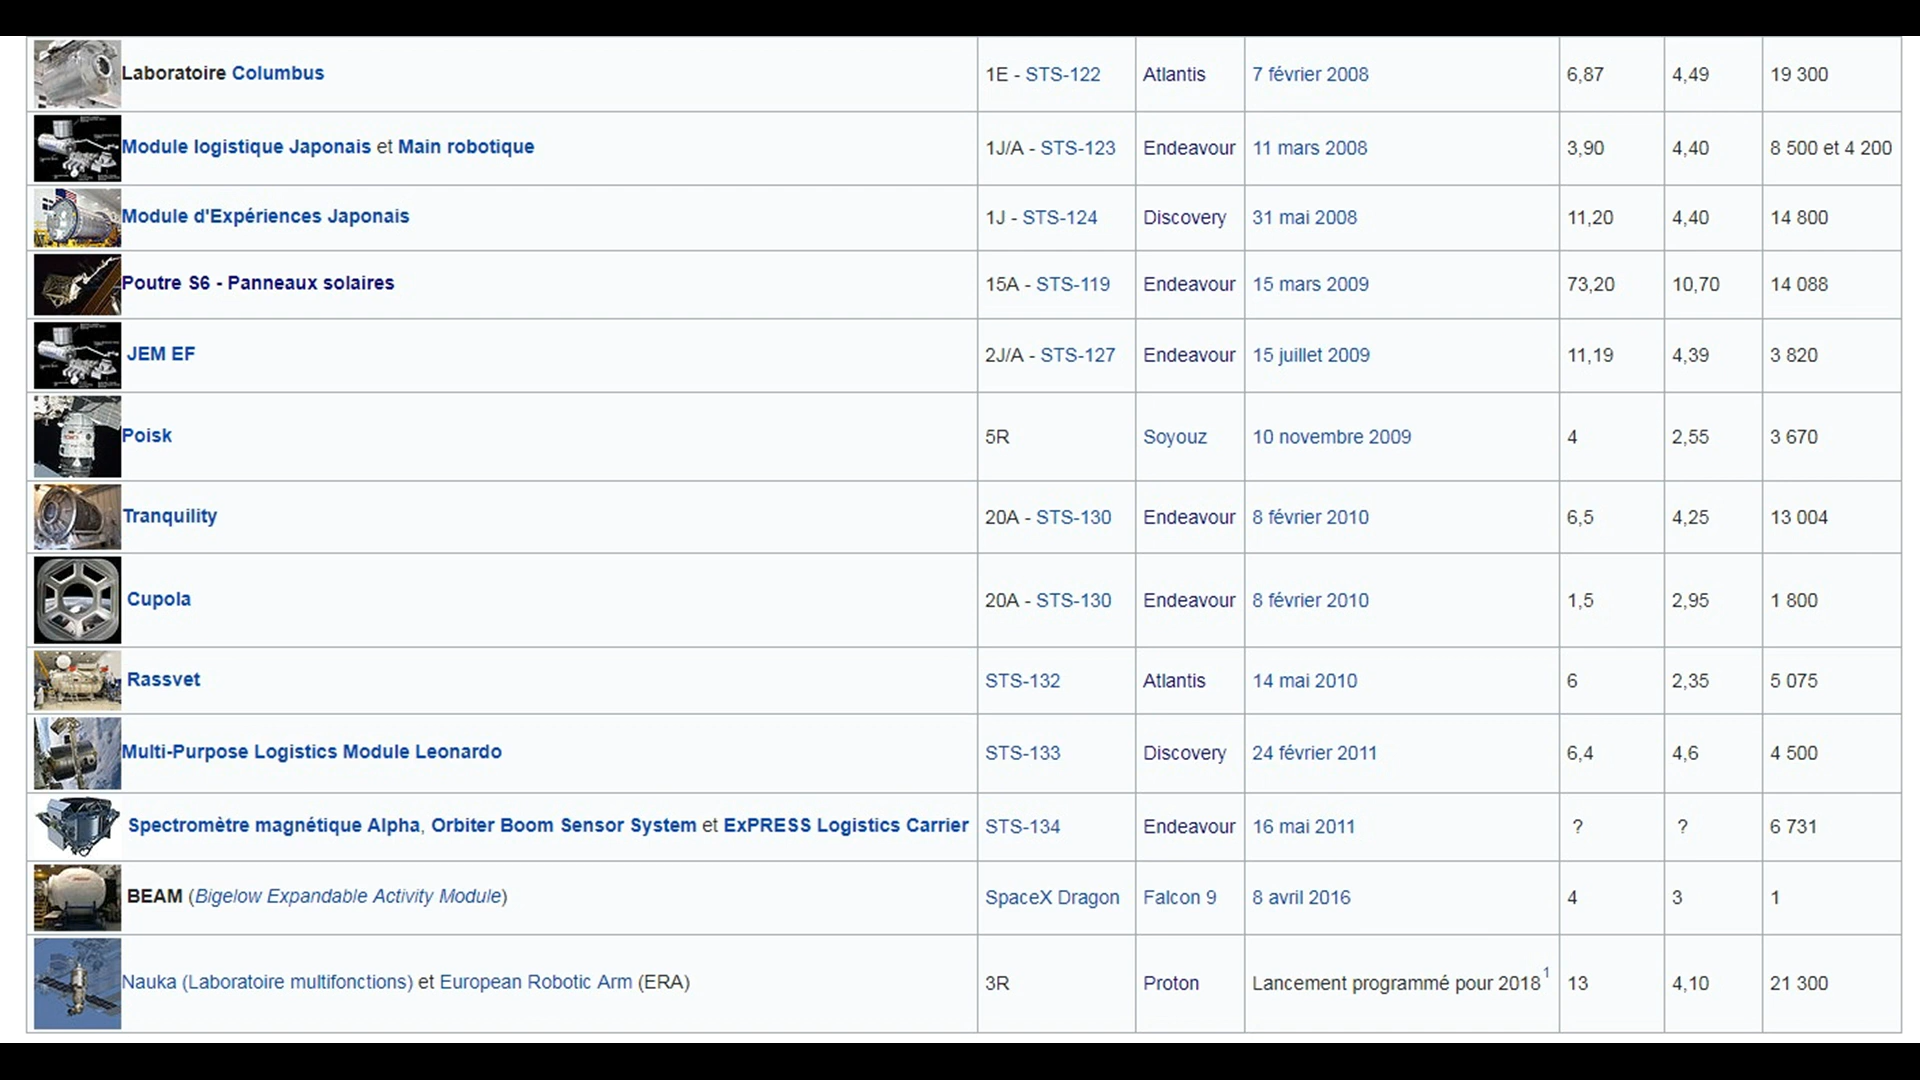 Laboratoire Columbus 1E - STS-122 Atlantis 7 février 2008 6,87 4,49 19 300
Module logistique Japonais et Main robotique 1J/A - STS-123 Endeavour 11 mars 2008 3,90 4,40 8 500 et 4 200
Module d'Expériences Japonais 1J - STS-124 Discovery 31 mai 2008 11,20 4,40 14 800
Poutre S6 - Panneaux solaires 15A - STS-119 Endeavour 15 mars 2009 73,20 10,70 14 088
JEM EF 2J/A - STS-127 Endeavour 15 juillet 2009 11,19 4,39 3 820
Poisk 5R Soyouz 10 novembre 2009 4 2,55 3 670
Tranquility 20A - STS-130 Endeavour 8 février 2010 6,5 4,25 13 004
Cupola 20A - STS-130 Endeavour 8 février 2010 1,5 2,95 1 800
Rassvet STS-132 Atlantis 14 mai 2010 6 2,35 5 075
Multi-Purpose Logistics Module Leonardo STS-133 Discovery 24 février 2011 6,4 4,6 4 500
Spectromètre magnétique Alpha, Orbiter Boom Sensor System et ExPRESS Logistics Carrier STS-134 Endeavour 16 mai 2011 ? ? 6 731
BEAM (Bigelow Expandable Activity Module) SpaceX Dragon Falcon 9 8 avril 2016 4 3 1
Nauka (Laboratoire multifonctions) et European Robotic Arm (ERA) 3R Proton Lancement programmé pour 2018 1 13 4,10 21 300